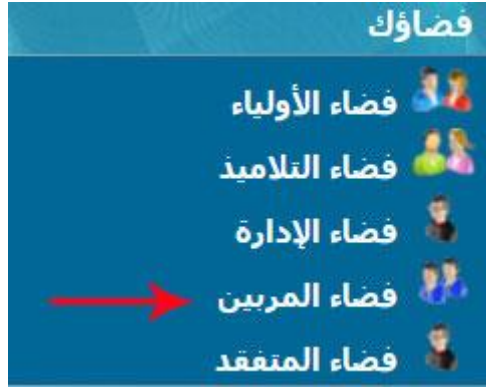 فضاؤك
فضاء الأولياء
فضاء التلاميذ
فضاء الإدارة
فضاء المربين
فضاء المتفقد